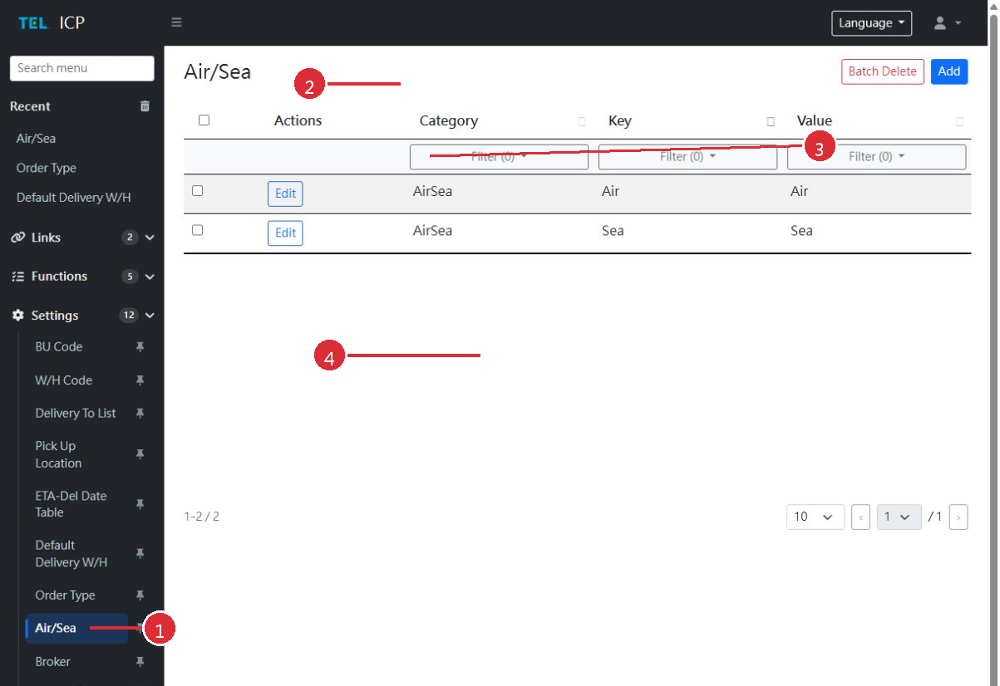 TEL ICP
Language
Search menu
Air/Sea
Batch Delete
Add
2
Recent
Actions
Category
Key
Value
Air/Sea
3
Filter (0)
Filter (0)
Filter (0)
Order Type
Edit
AirSea
Air
Air
Default Delivery W/H
Edit
AirSea
Sea
Sea
Links
2
Functions
5
Settings
12
BU Code
4
W/H Code
Delivery To List
Pick Up
Location
ETA-Del Date
Table
1-2 / 2
10
<
1
/ 1
>
Default
Delivery W/H
Order Type
Air/Sea
1
Broker